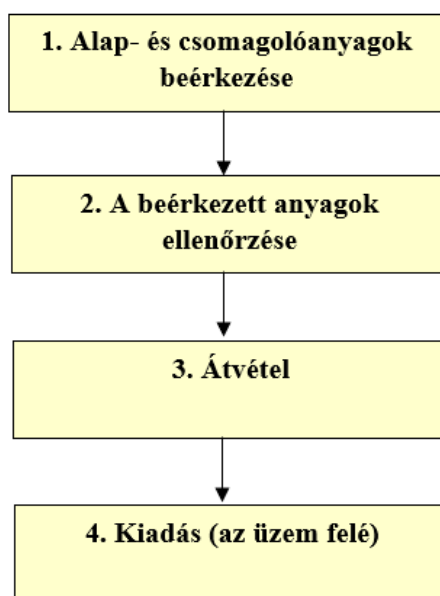 1. Alap- és csomagolóanyagok
beérkezése
2. A beérkezett anyagok
ellenőrzése
3. Átvétel
4. Kiadás (az üzem felé)